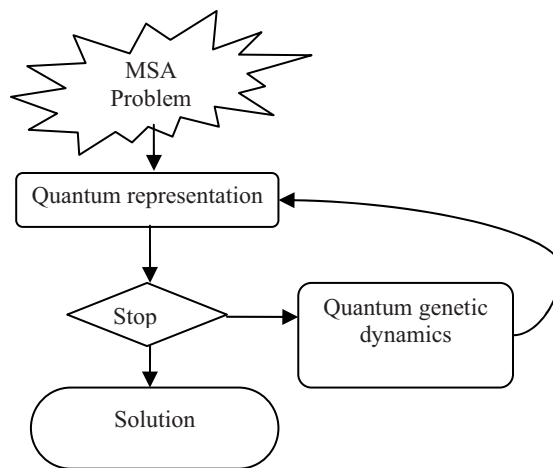 MSA
Problem
Quantum representation
Stop
Quantum genetic
dynamics
Solution